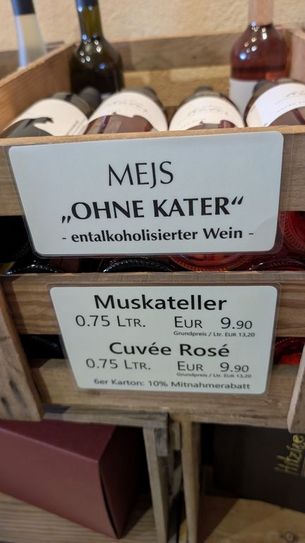 MEJS
„OHNE KATER“
- entalkoholisierter Wein -
Muskateller
0.75 LTR. EUR 9.90
Grundpreis / Ltr. EUR 13,20
Cuvée Rosé
0.75 LTR. EUR 9.90
Grundpreis / Ltr. EUR 13,20
6er Karton: 10% Mitnahmerabatt